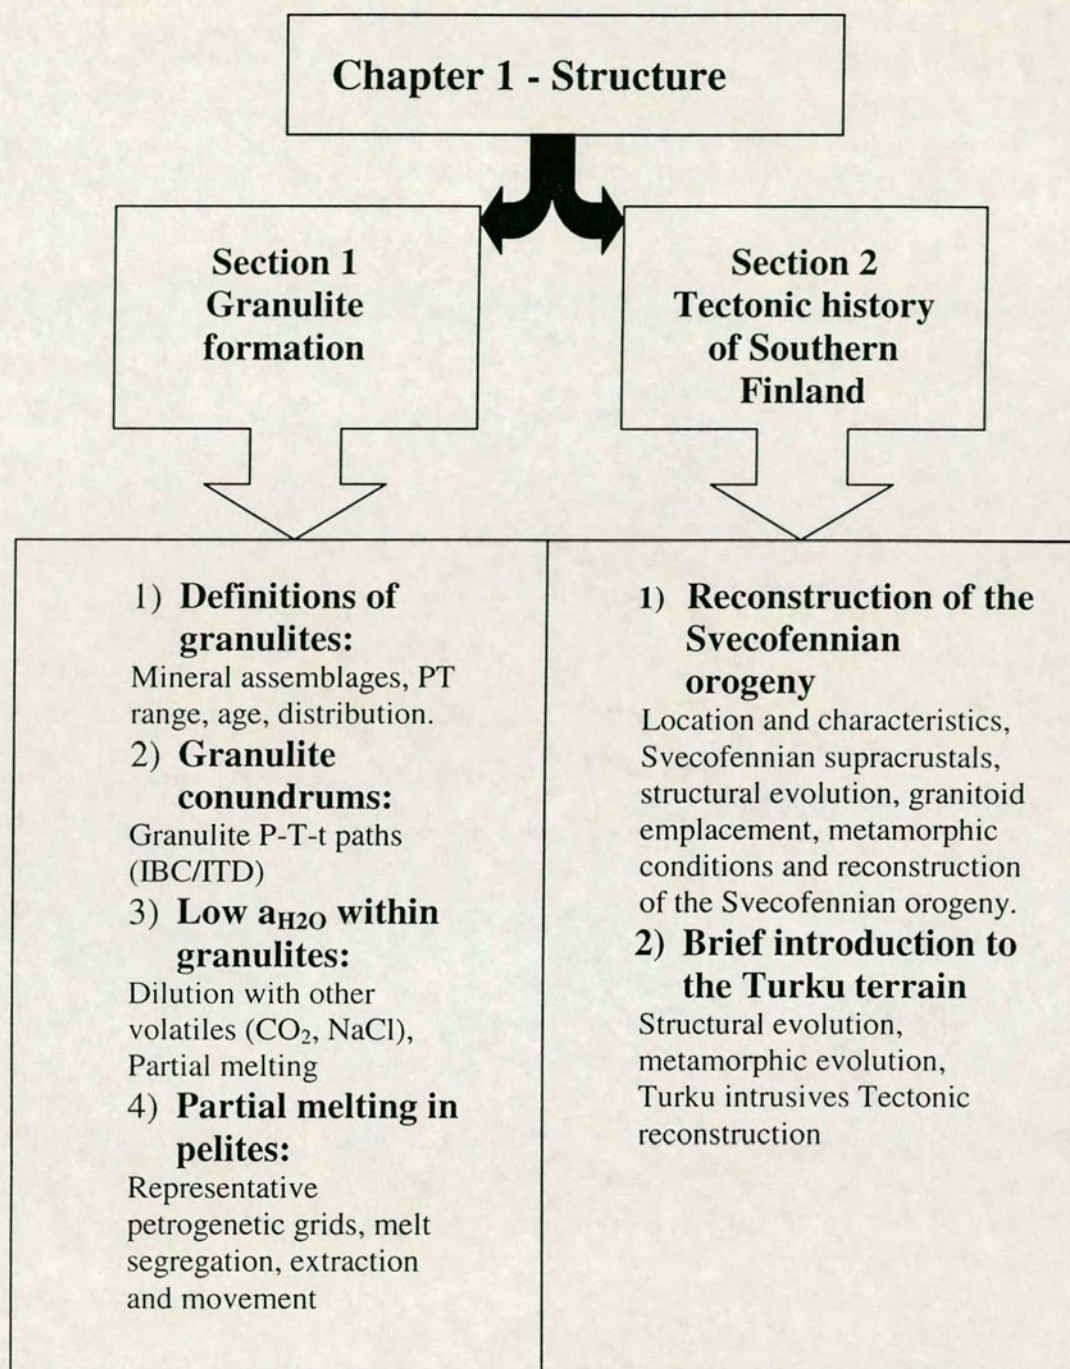 Chapter 1 - Structure
Section 1
Granulite
formation
Section 2
Tectonic history
of Southern
Finland
1) Definitions of
granulites:
Mineral assemblages, PT
range, age, distribution.
2) Granulite
conundrums:
Granulite P-T-t paths
(IBC/ITD)
3) Low aH2O within
granulites:
Dilution with other
volatiles (CO2, NaCl),
Partial melting
4) Partial melting in
pelites:
Representative
petrogenetic grids, melt
segregation, extraction
and movement
1) Reconstruction of the
Svecofennian
orogeny
Location and characteristics,
Svecofennian supracrustals,
structural evolution, granitoid
emplacement, metamorphic
conditions and reconstruction
of the Svecofennian orogeny.
2) Brief introduction to
the Turku terrain
Structural evolution,
metamorphic evolution,
Turku intrusives Tectonic
reconstruction